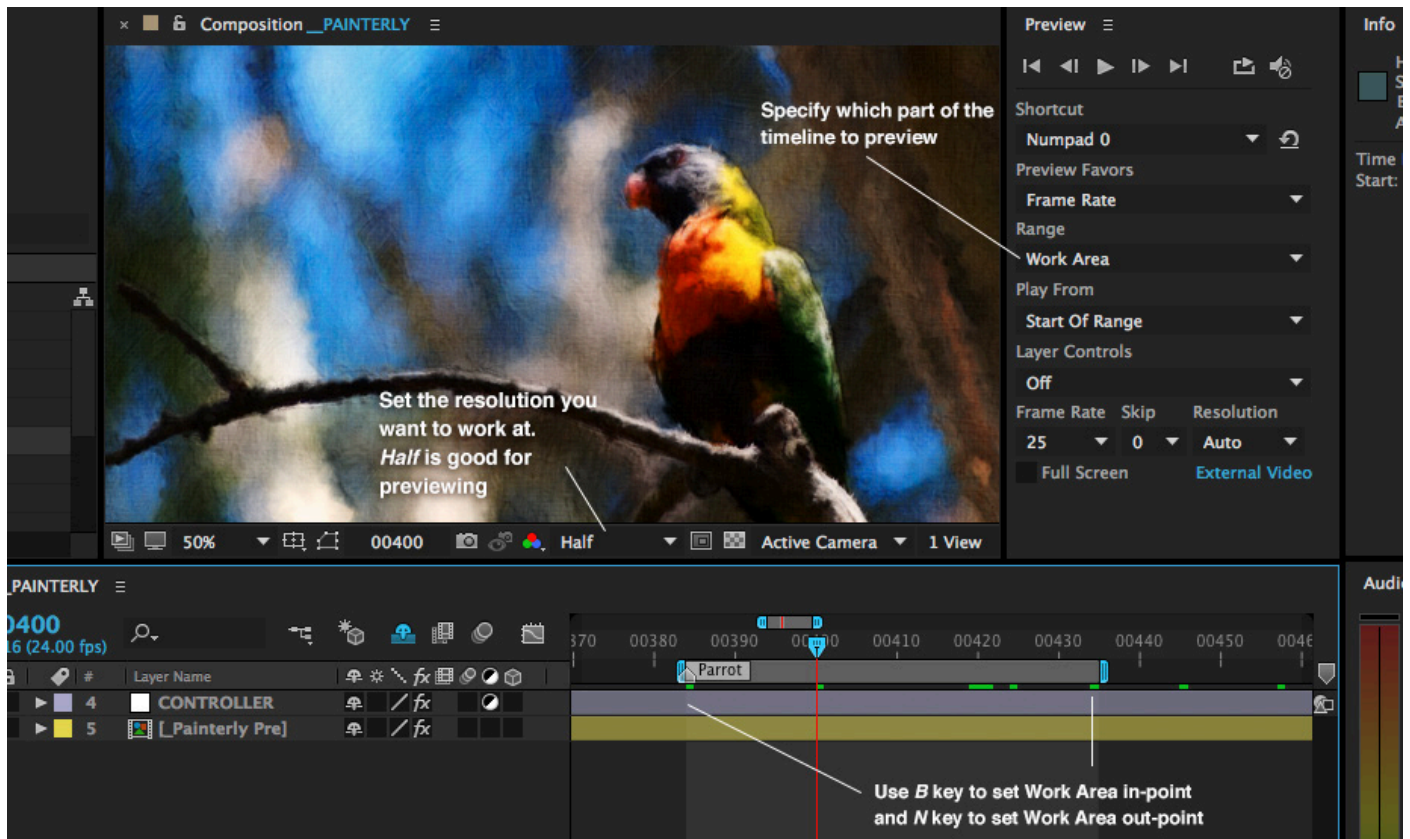 Composition __PAINTERLY
Specify which part of the
timeline to preview
Set the resolution you
want to work at.
Half is good for
previewing
50%
00400
Half
Active Camera
1 View
Preview
Shortcut
Numpad 0
Preview Favors
Frame Rate
Range
Work Area
Play From
Start Of Range
Layer Controls
Off
Frame Rate Skip Resolution
25 0 Auto
Full Screen External Video
Info
H
S
B
A
Time
Start:
_PAINTERLY
0400
16 (24.00 fps)
# Layer Name
4 CONTROLLER
5 [_Painterly Pre]
370 00380 00390 00400 00410 00420 00430 00440 00450 0046
Parrot
Use B key to set Work Area in-point
and N key to set Work Area out-point
Audi